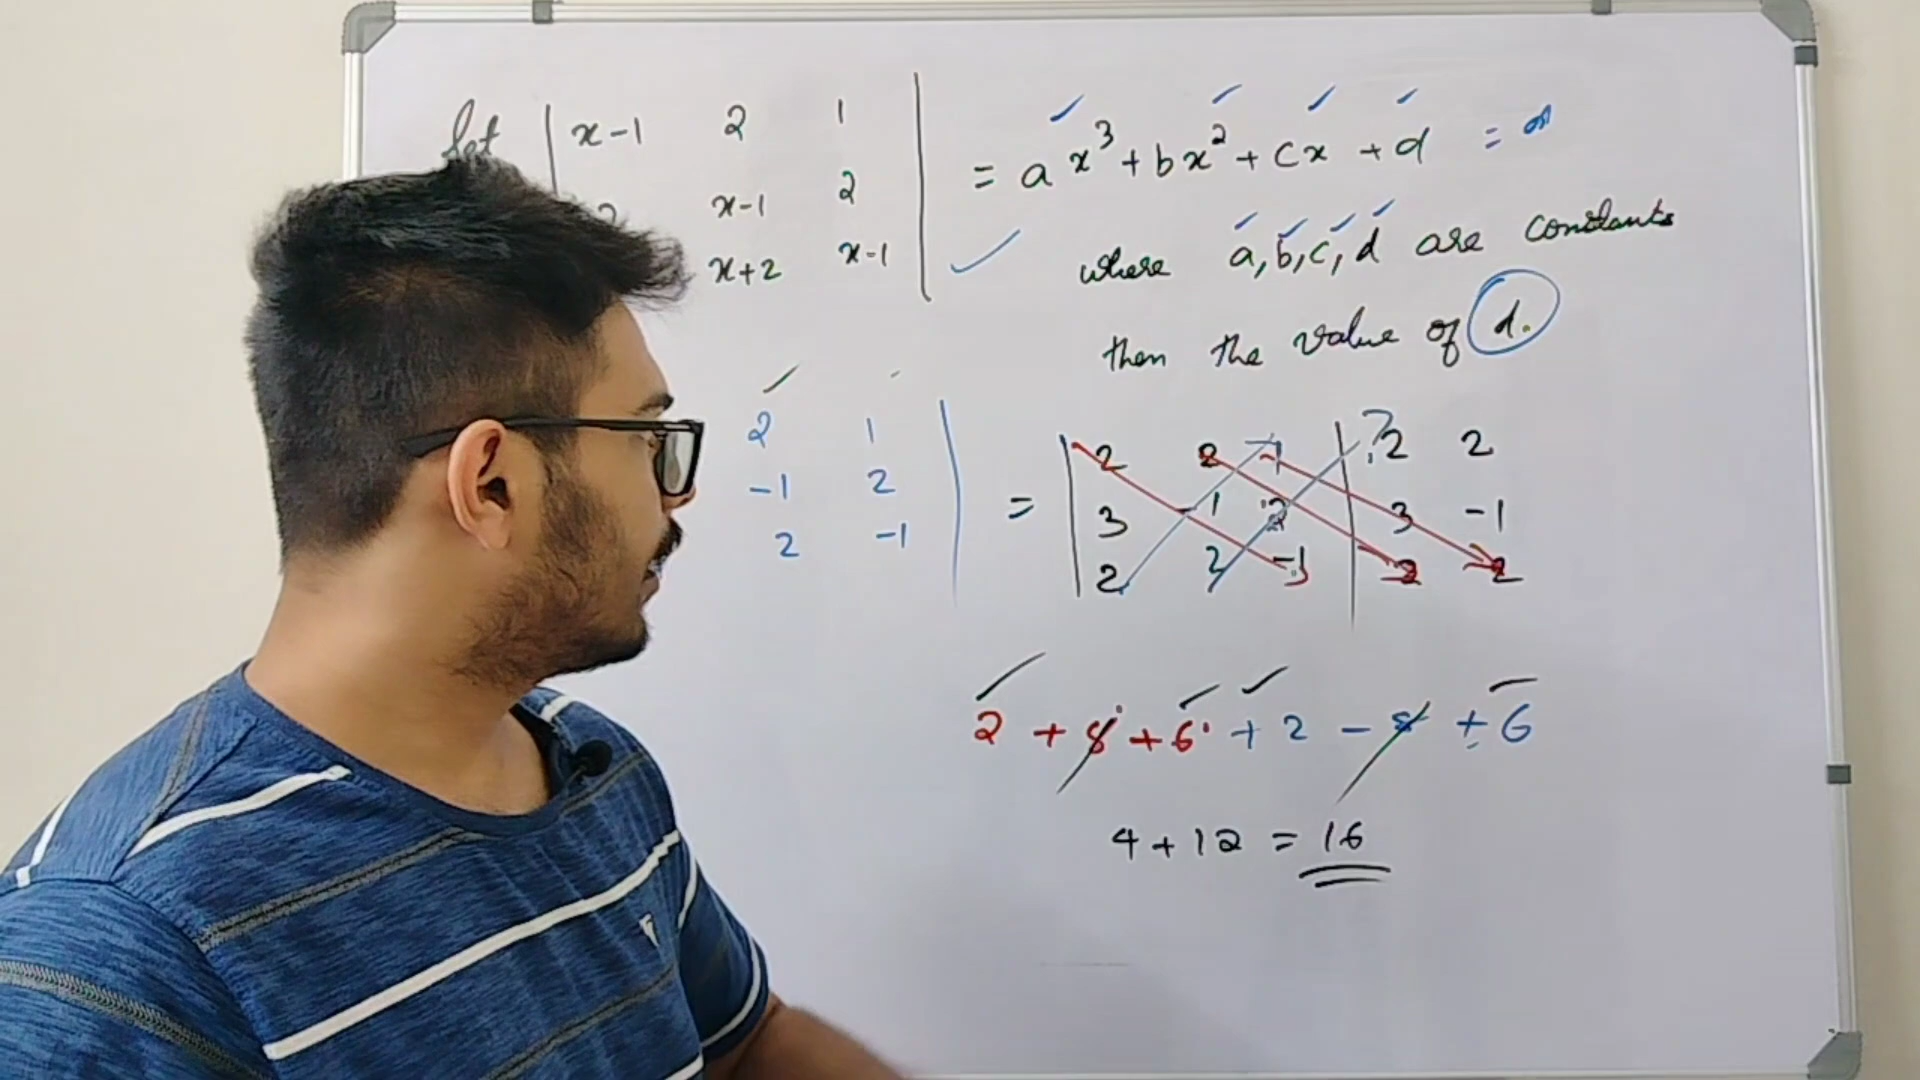 Let | x-1 2 1 | = ax³ + bx² + cx + d =
x-1 2
x+2 x-1 |
where a, b, c, d are constants
then the value of d.
?
2 1 | = | 2 2 1 | 2 2
-1 2 | 3 -1 2 | 3 -1
2 -1 | 2 2 -1 | 2 2
2 + 8 + 6 + 2 - 8 + 6
4 + 12 = 16